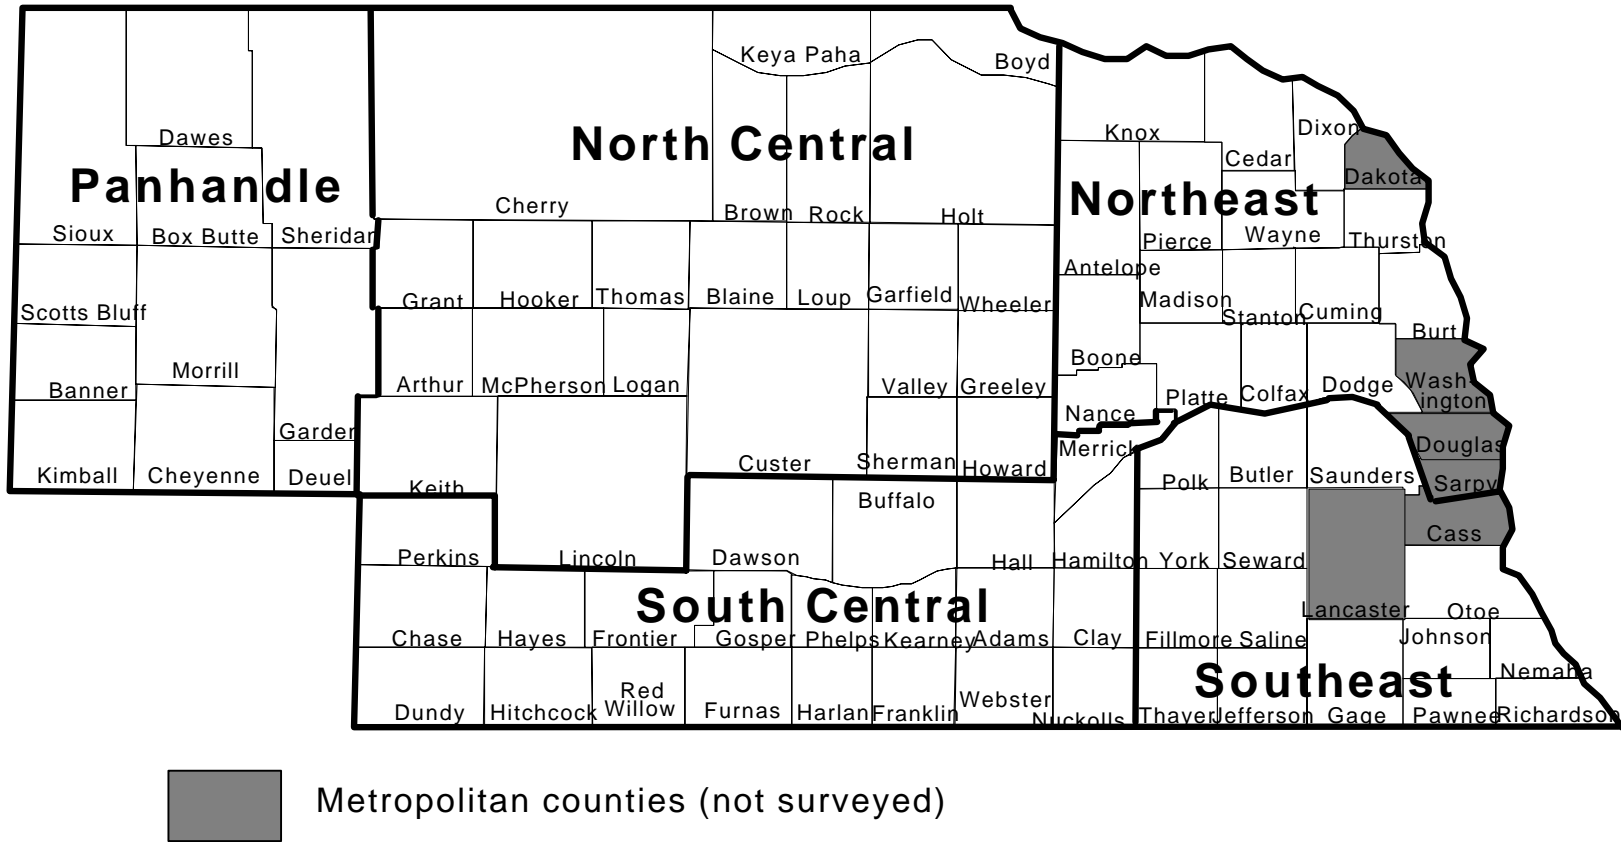 Keya Paha
Boyd
Dawes
North Central
Knox
Dixon
Cedar
Dakota
Panhandle
Northeast
Cherry
Brown
Rock
Holt
Sioux
Box Butte
Sheridan
Pierce
Wayne
Thurston
Antelope
Grant
Hooker
Thomas
Blaine
Loup
Garfield
Wheeler
Madison
Stanton
Cuming
Scotts Bluff
Burt
Boone
Morrill
Banner
Arthur
McPherson
Logan
Valley
Greeley
Platte
Colfax
Dodge
Wash-
ington
Nance
Garden
Merrick
Douglas
Kimball
Cheyenne
Deuel
Keith
Custer
Sherman
Howard
Polk
Butler
Saunders
Sarpy
Buffalo
Cass
Perkins
Lincoln
Dawson
Hall
Hamilton
York
Seward
South Central
Lancaster
Otoe
Chase
Hayes
Frontier
Gosper
Phelps
Kearney
Adams
Clay
Fillmore
Saline
Johnson
Nemaha
Southeast
Dundy
Hitchcock
Red
Willow
Furnas
Harlan
Franklin
Webster
Nuckolls
Thayer
Jefferson
Gage
Pawnee
Richardson
Metropolitan counties (not surveyed)